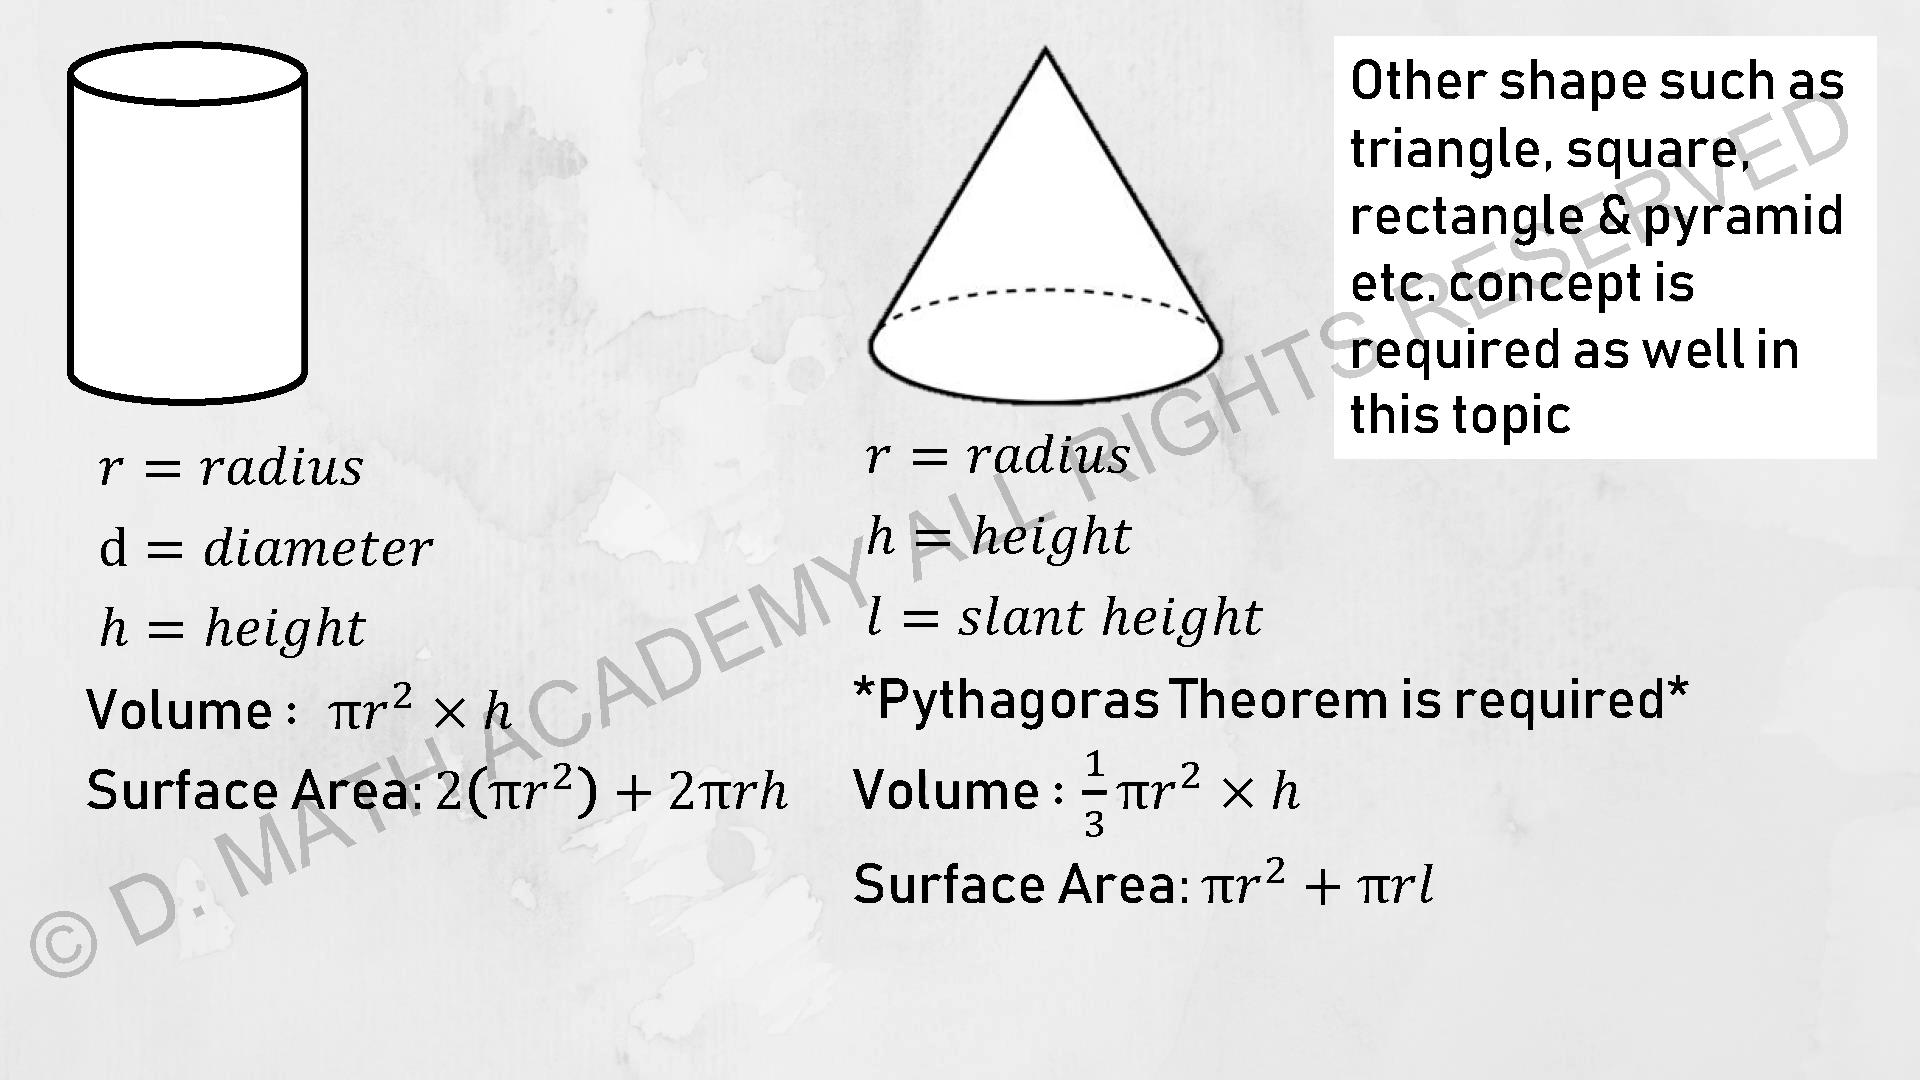 r = radius
d = diameter
h = height
Volume : πr² × h
Surface Area: 2(πr²) + 2πrh
r = radius
h = height
l = slant height
*Pythagoras Theorem is required*
Volume : 1/3 πr² × h
Surface Area: πr² + πrl
Other shape such as
triangle, square,
rectangle & pyramid
etc. concept is
required as well in
this topic
© D. MATH ACADEMY ALL RIGHTS RESERVED